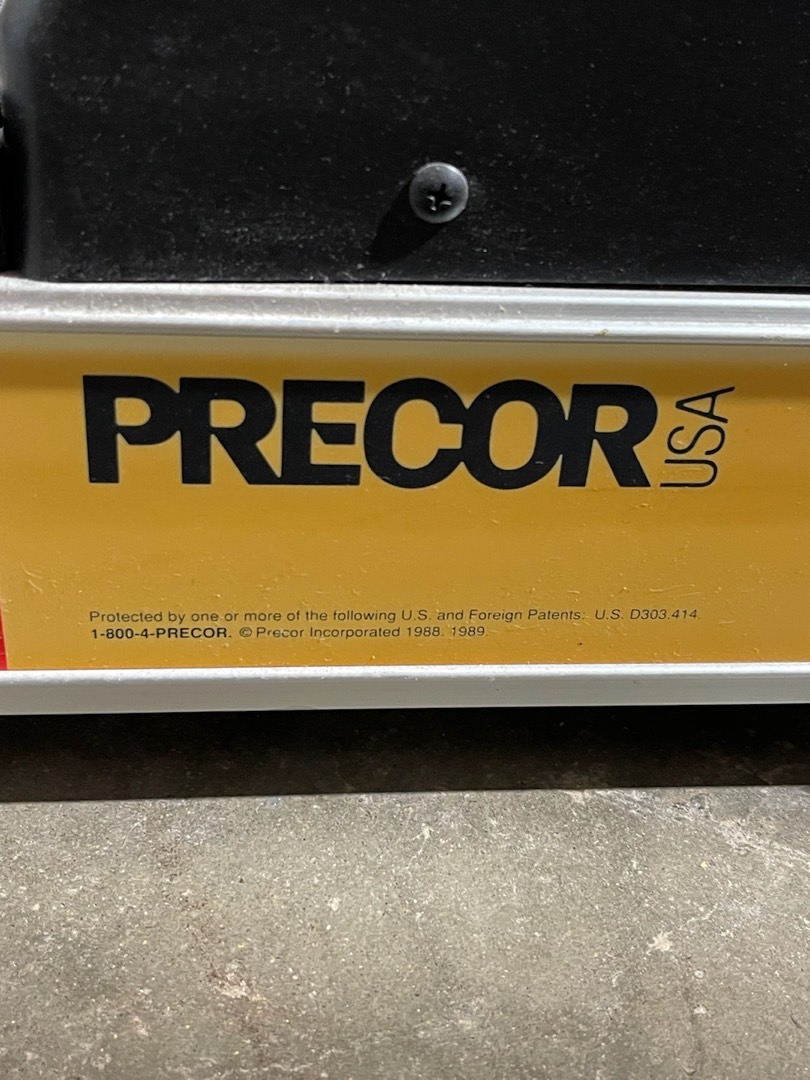 PRECOR USA
Protected by one or more of the following U.S. and Foreign Patents: U.S. D303,414.
1-800-4-PRECOR. © Precor Incorporated 1988, 1989.